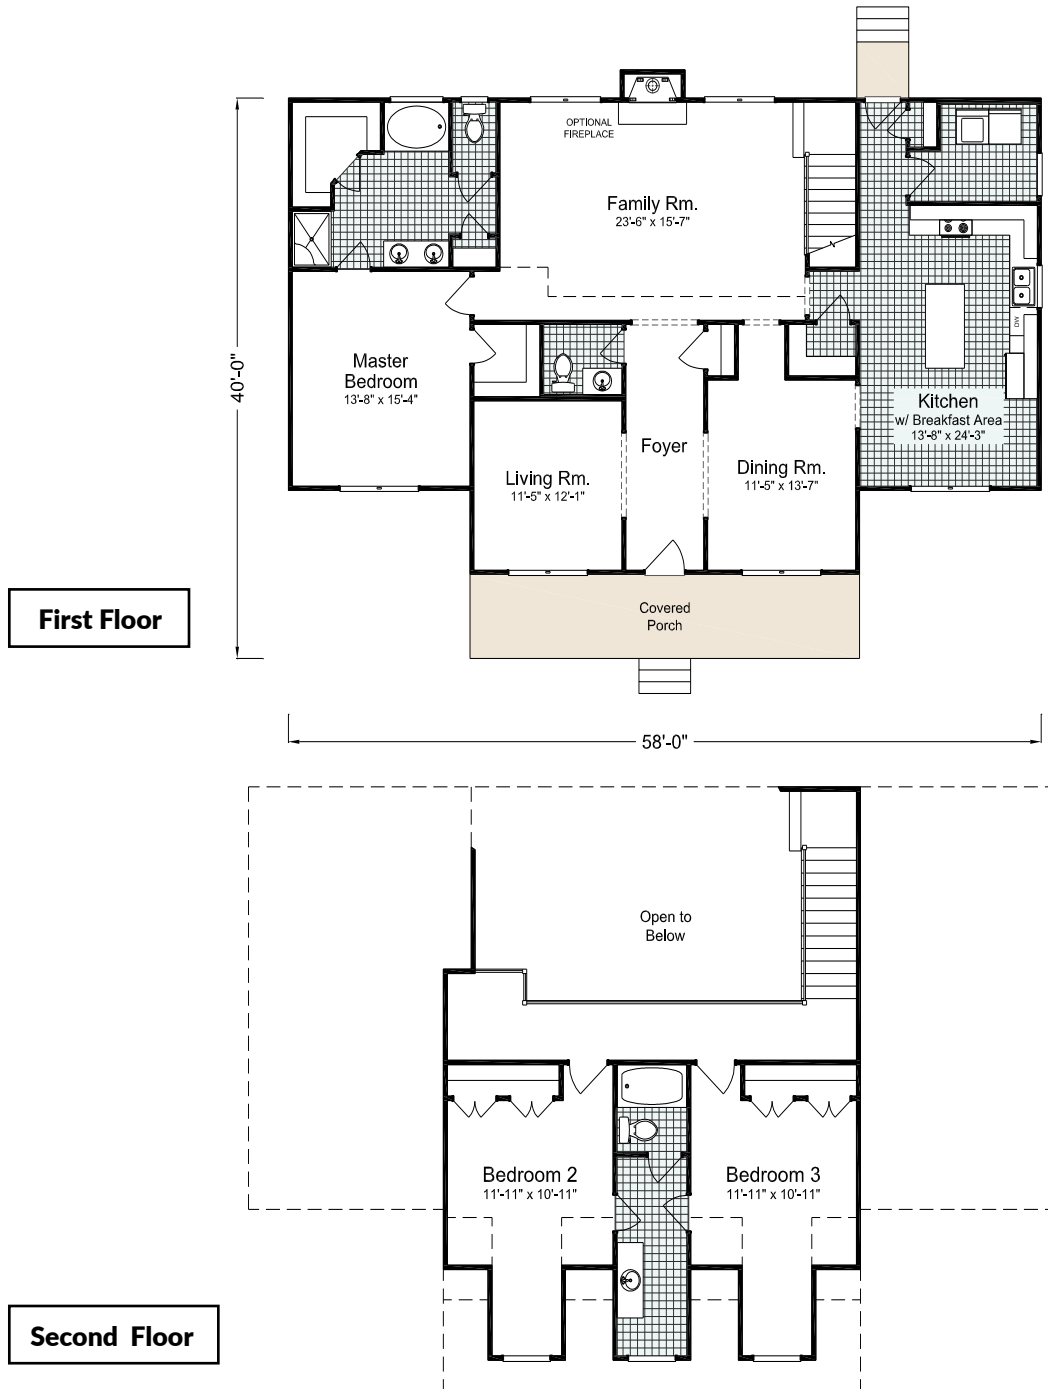 OPTIONAL
FIREPLACE
Family Rm.
23'-6" x 15'-7"
40'-0"
Master
Bedroom
13'-8" x 15'-4"
DW
Kitchen
w/ Breakfast Area
13'-8" x 24'-3"
Foyer
Living Rm.
11'-5" x 12'-1"
Dining Rm.
11'-5" x 13'-7"
First Floor
Covered
Porch
58'-0"
Open to
Below
Bedroom 2
11'-11" x 10'-11"
Bedroom 3
11'-11" x 10'-11"
Second Floor